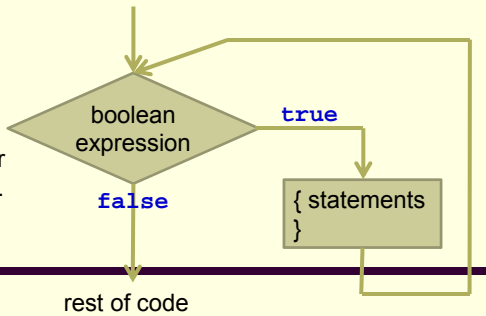 boolean
expression
true
r
false
{ statements
}
rest of code